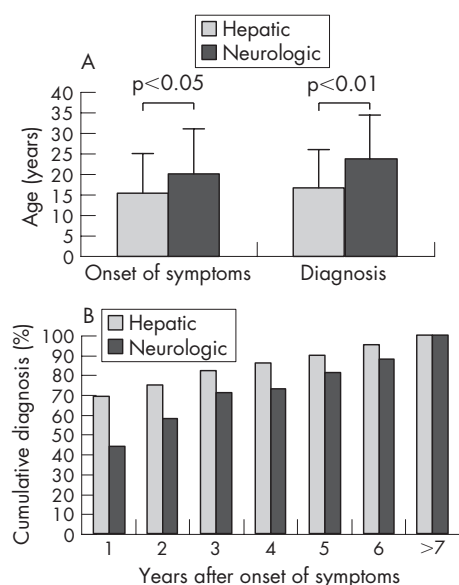 Hepatic
Neurologic
A
p<0.05
p<0.01
40
35
30
25
20
15
10
5
0
Age (years)
Onset of symptoms
Diagnosis
B
Hepatic
Neurologic
100
90
80
70
60
50
40
30
20
10
0
Cumulative diagnosis (%)
1 2 3 4 5 6 >7
Years after onset of symptoms